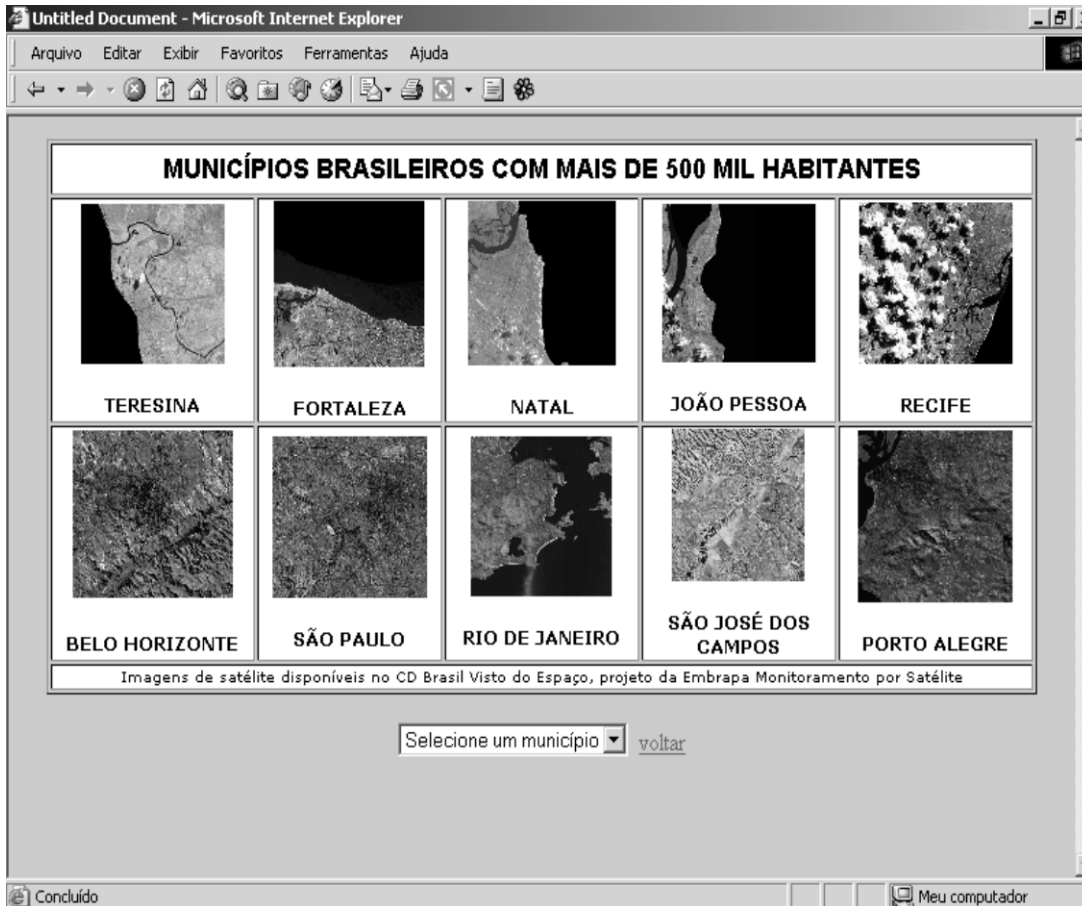 Untitled Document - Microsoft Internet Explorer
Arquivo Editar Exibir Favoritos Ferramentas Ajuda
MUNICÍPIOS BRASILEIROS COM MAIS DE 500 MIL HABITANTES
TERESINA FORTALEZA NATAL JOÃO PESSOA RECIFE
BELO HORIZONTE SÃO PAULO RIO DE JANEIRO SÃO JOSÉ DOS CAMPOS PORTO ALEGRE
Imagens de satélite disponíveis no CD Brasil Visto do Espaço, projeto da Embrapa Monitoramento por Satélite
Selecione um município voltar
Concluído Meu computador